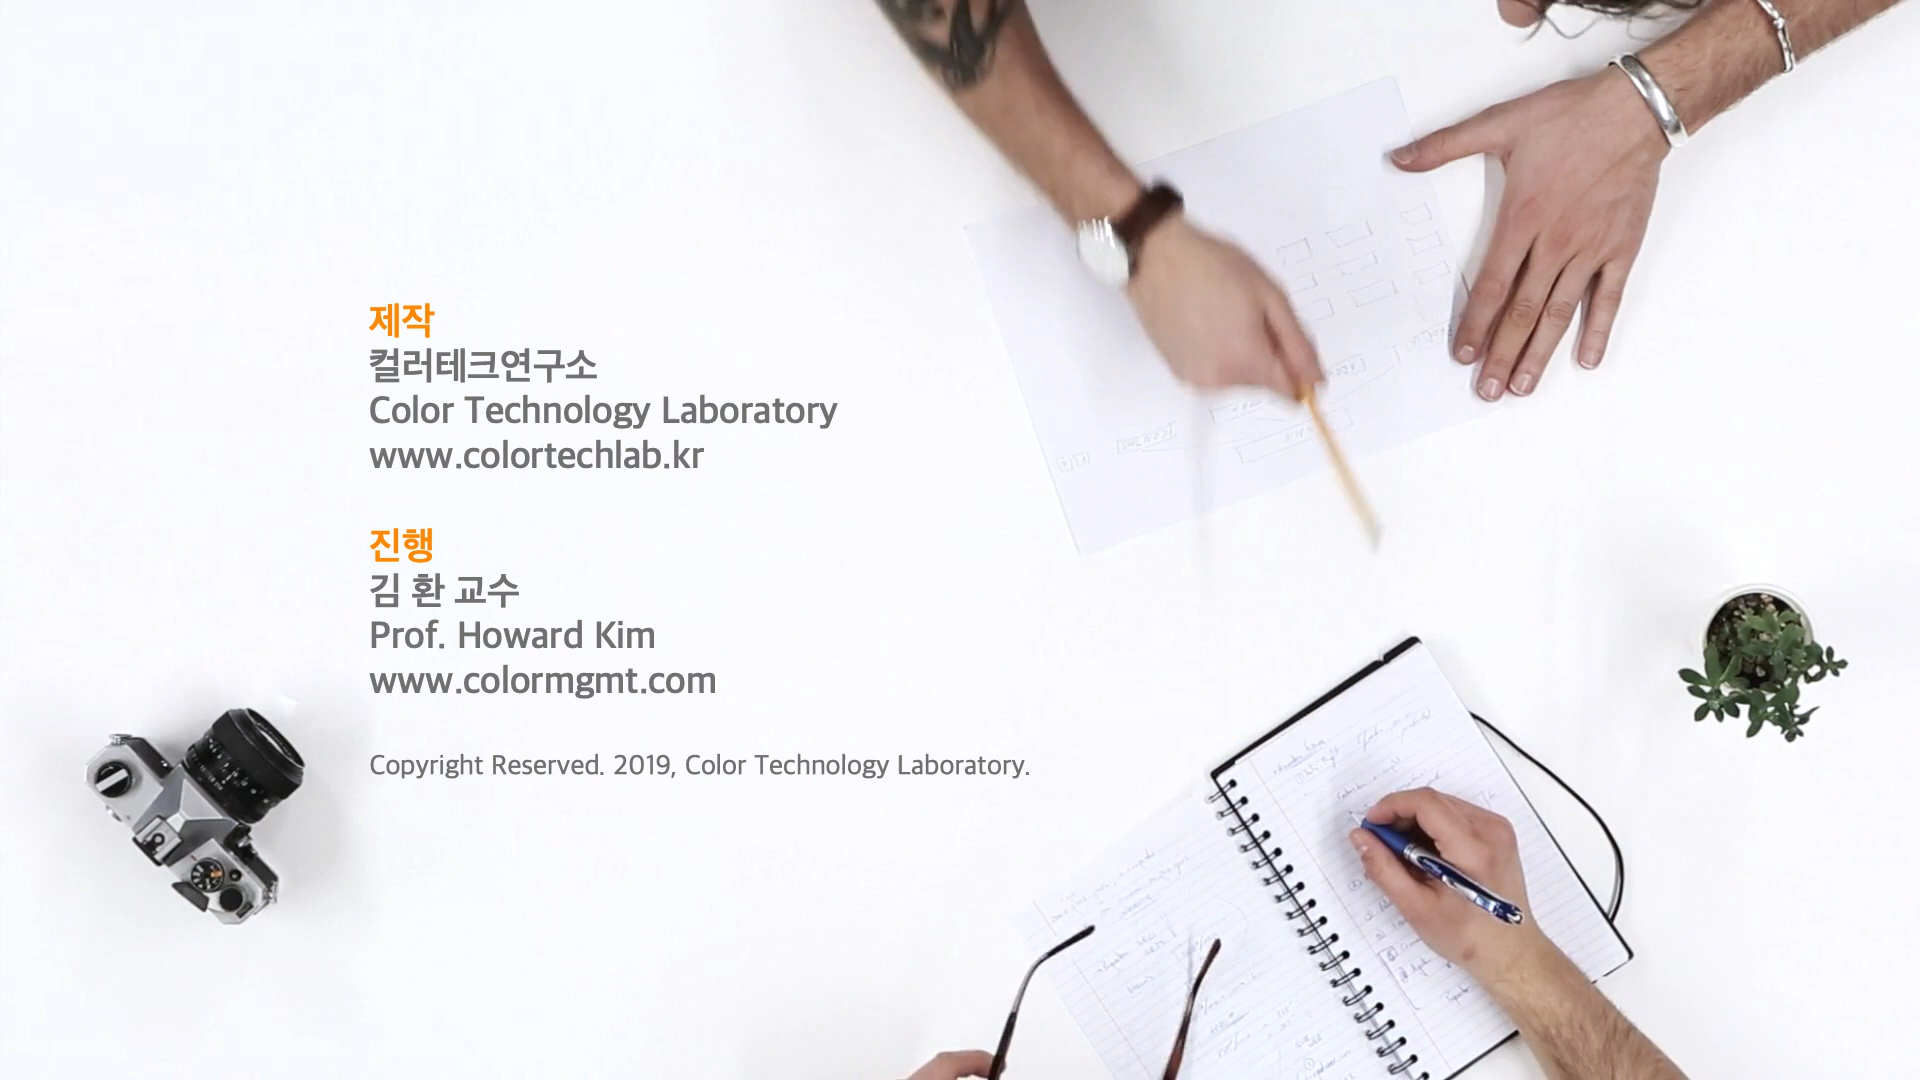 제작
컬러테크연구소
Color Technology Laboratory
www.colortechlab.kr
진행
김 환 교수
Prof. Howard Kim
www.colormgmt.com
Copyright Reserved. 2019, Color Technology Laboratory.